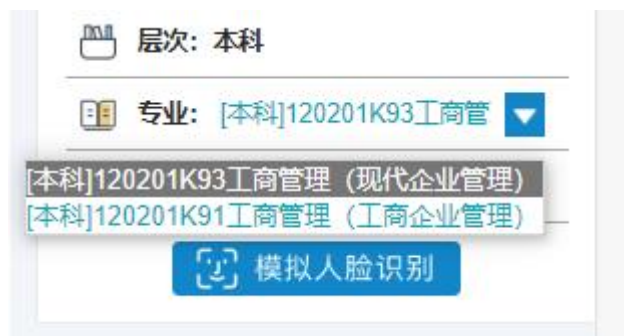 层次: 本科
专业: [本科]120201K93工商管
[本科]120201K93工商管理（现代企业管理）
[本科]120201K91工商管理（工商企业管理）
模拟人脸识别